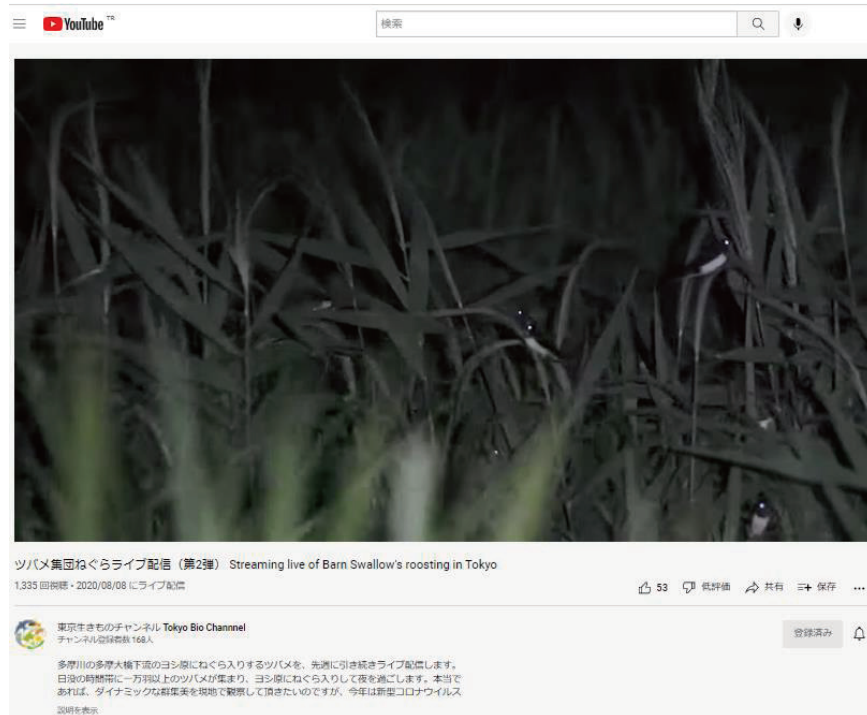 YouTube TR
検索
ツバメ集団ねぐらライブ配信（第2弾） Streaming live of Barn Swallow's roosting in Tokyo
1,335 回視聴・2020/08/08 にライブ配信
53 低評価 共有 保存
東京生きものチャンネル Tokyo Bio Channnel
チャンネル登録者数 168人
登録済み
多摩川の多摩大橋下流のヨシ原にねぐら入りするツバメを、先週に引き続きライブ配信します。
日没の時間帯に一万羽以上のツバメが集まり、ヨシ原にねぐら入りして夜を過ごします。本当で
あれば、ダイナミックな群集美を現地で観察して頂きたいのですが、今年は新型コロナウイルス
説明を表示